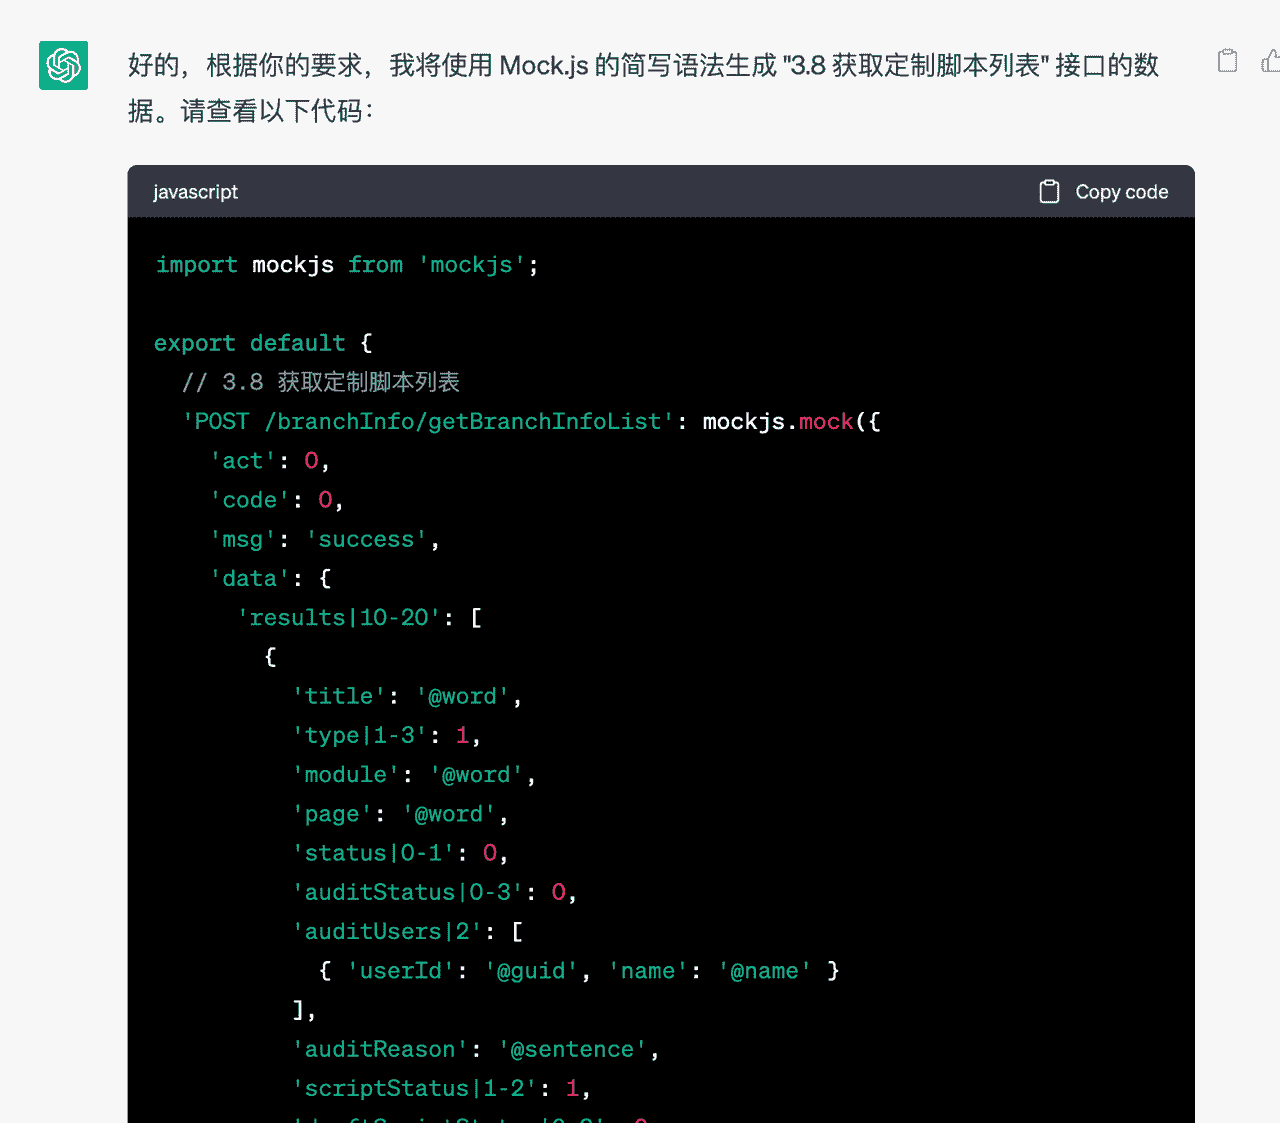 好的，根据你的要求，我将使用 Mock.js 的简写语法生成 "3.8 获取定制脚本列表" 接口的数
据。请查看以下代码：
javascript
Copy code
import mockjs from 'mockjs';
export default {
// 3.8 获取定制脚本列表
'POST /branchInfo/getBranchInfoList': mockjs.mock({
'act': 0,
'code': 0,
'msg': 'success',
'data': {
'results|10-20': [
{
'title': '@word',
'type|1-3': 1,
'module': '@word',
'page': '@word',
'status|0-1': 0,
'auditStatus|0-3': 0,
'auditUsers|2': [
{ 'userId': '@guid', 'name': '@name' }
],
'auditReason': '@sentence',
'scriptStatus|1-2': 1,